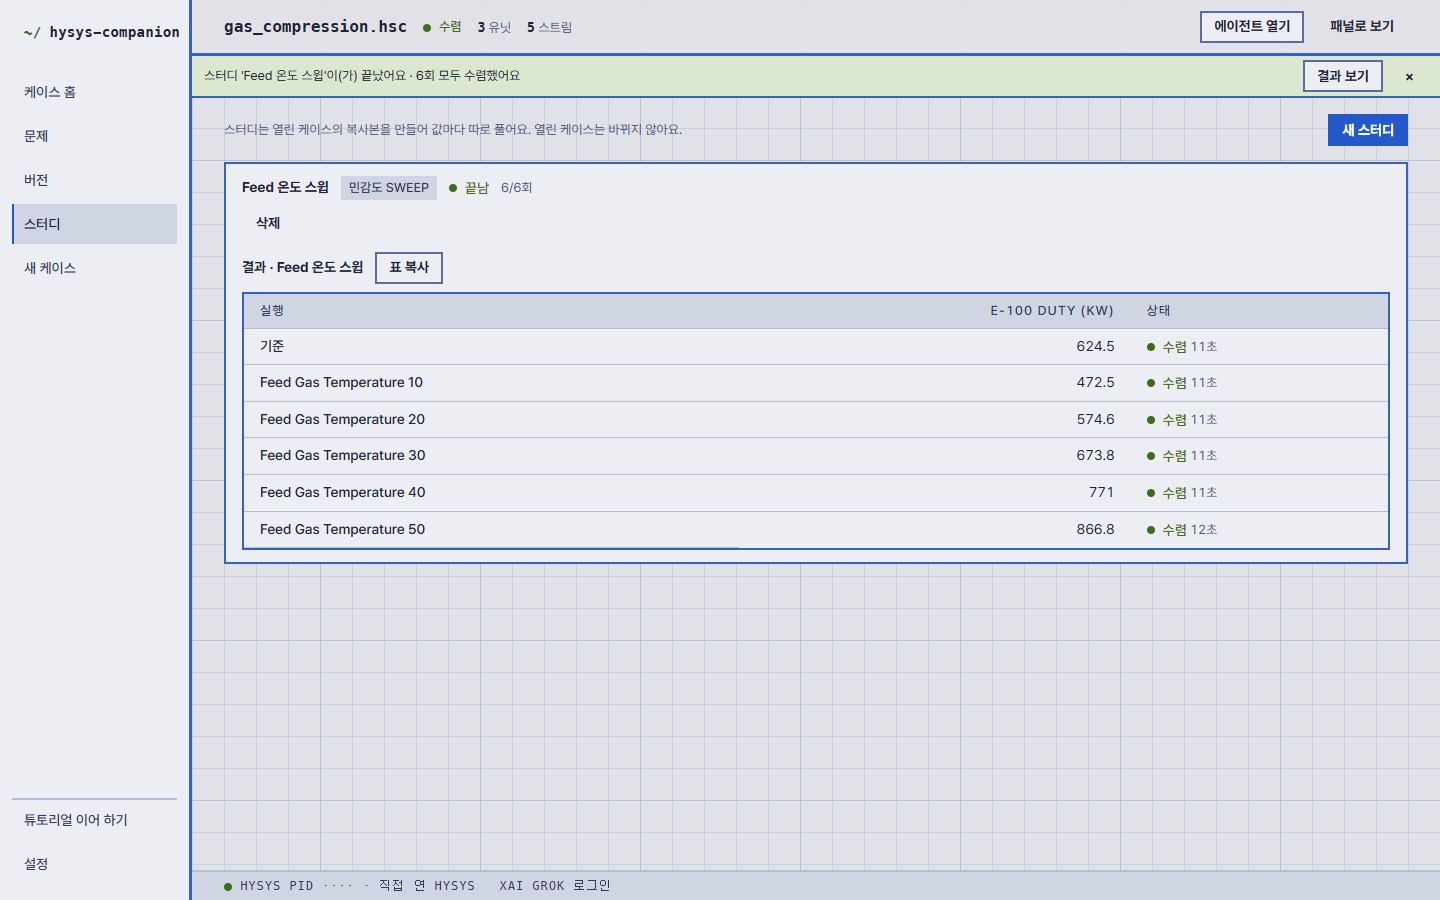 ~/ hysys-companion
케이스 홈
문제
버전
스터디
새 케이스
튜토리얼 이어 하기
설정
gas_compression.hsc 수렴 3 유닛 5 스트림 에이전트 열기 패널로 보기
스터디 'Feed 온도 스윕'이(가) 끝났어요 · 6회 모두 수렴했어요 결과 보기 ×
스터디는 열린 케이스의 복사본을 만들어 값마다 따로 풀어요. 열린 케이스는 바뀌지 않아요. 새 스터디
Feed 온도 스윕 민감도 SWEEP 끝남 6/6회
삭제
결과 · Feed 온도 스윕 표 복사
실행 E-100 DUTY (KW) 상태
기준 624.5 수렴 11초
Feed Gas Temperature 10 472.5 수렴 11초
Feed Gas Temperature 20 574.6 수렴 11초
Feed Gas Temperature 30 673.8 수렴 11초
Feed Gas Temperature 40 771 수렴 11초
Feed Gas Temperature 50 866.8 수렴 12초
HYSYS PID ···· · 직접 연 HYSYS XAI GROK 로그인